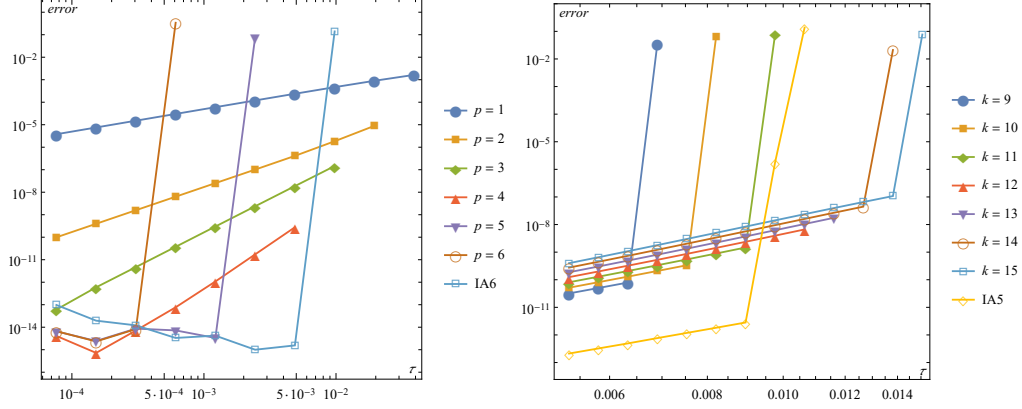 error
10⁻²
10⁻⁵
10⁻⁸
10⁻¹¹
10⁻¹⁴
10⁻⁴
5·10⁻⁴
10⁻³
5·10⁻³
10⁻²
τ
p = 1
p = 2
p = 3
p = 4
p = 5
p = 6
IA6
error
10⁻²
10⁻⁵
10⁻⁸
10⁻¹¹
0.006
0.008
0.010
0.012
0.014
τ
k = 9
k = 10
k = 11
k = 12
k = 13
k = 14
k = 15
IA5